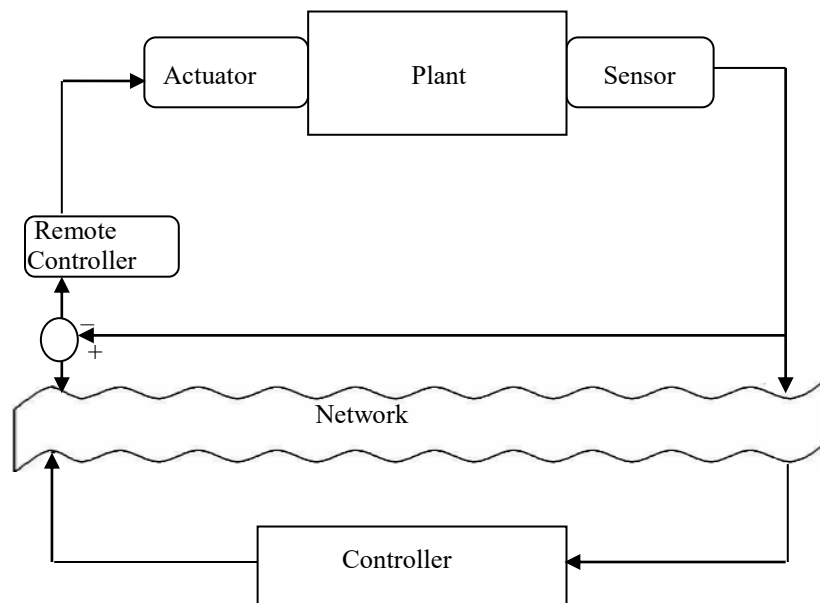 Actuator
Plant
Sensor
Remote
Controller
−
+
Network
Controller